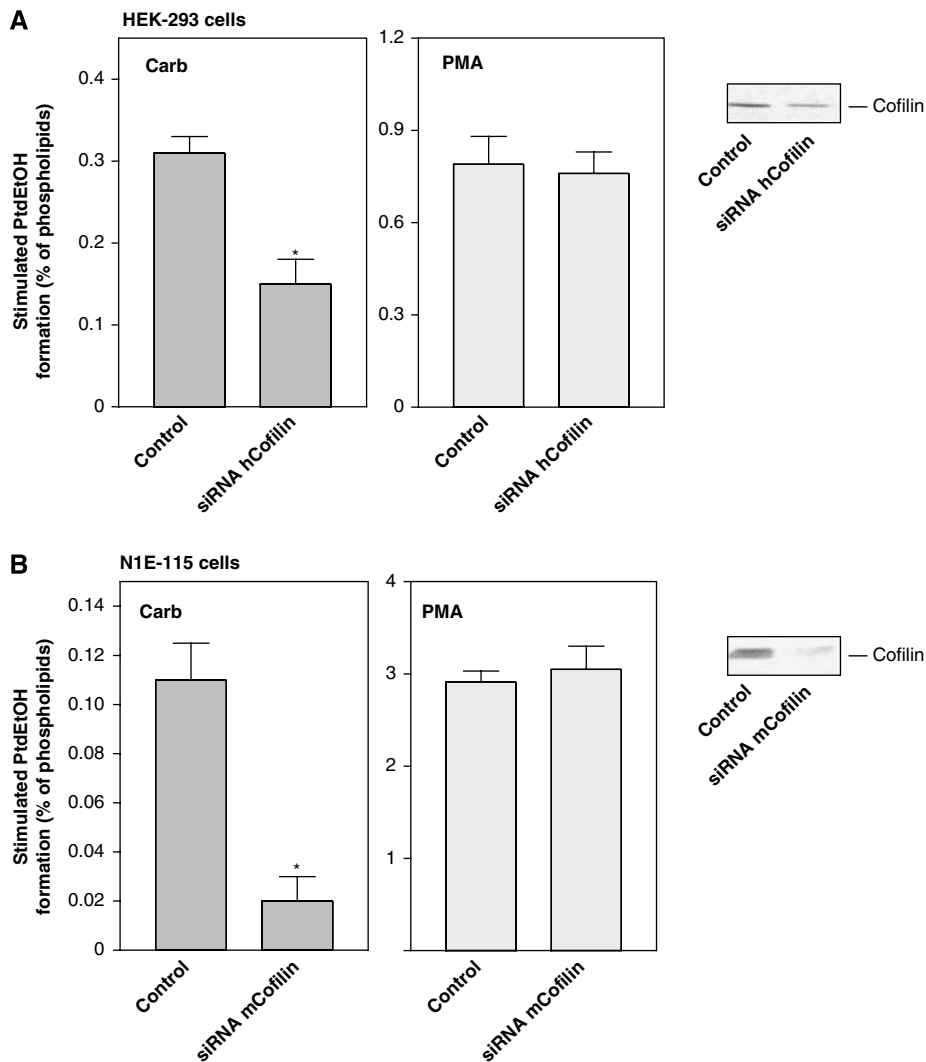 A
HEK-293 cells
Stimulated PtdEtOH
formation (% of phospholipids)
Carb
0.4
0.3
0.2
0.1
0
*
Control
siRNA hCofilin
PMA
1.2
0.9
0.6
0.3
0
Control
siRNA hCofilin
— Cofilin
Control
siRNA hCofilin
B
N1E-115 cells
Stimulated PtdEtOH
formation (% of phospholipids)
Carb
0.14
0.12
0.10
0.08
0.06
0.04
0.02
0
*
Control
siRNA mCofilin
PMA
4
3
2
1
Control
siRNA mCofilin
— Cofilin
Control
siRNA mCofilin